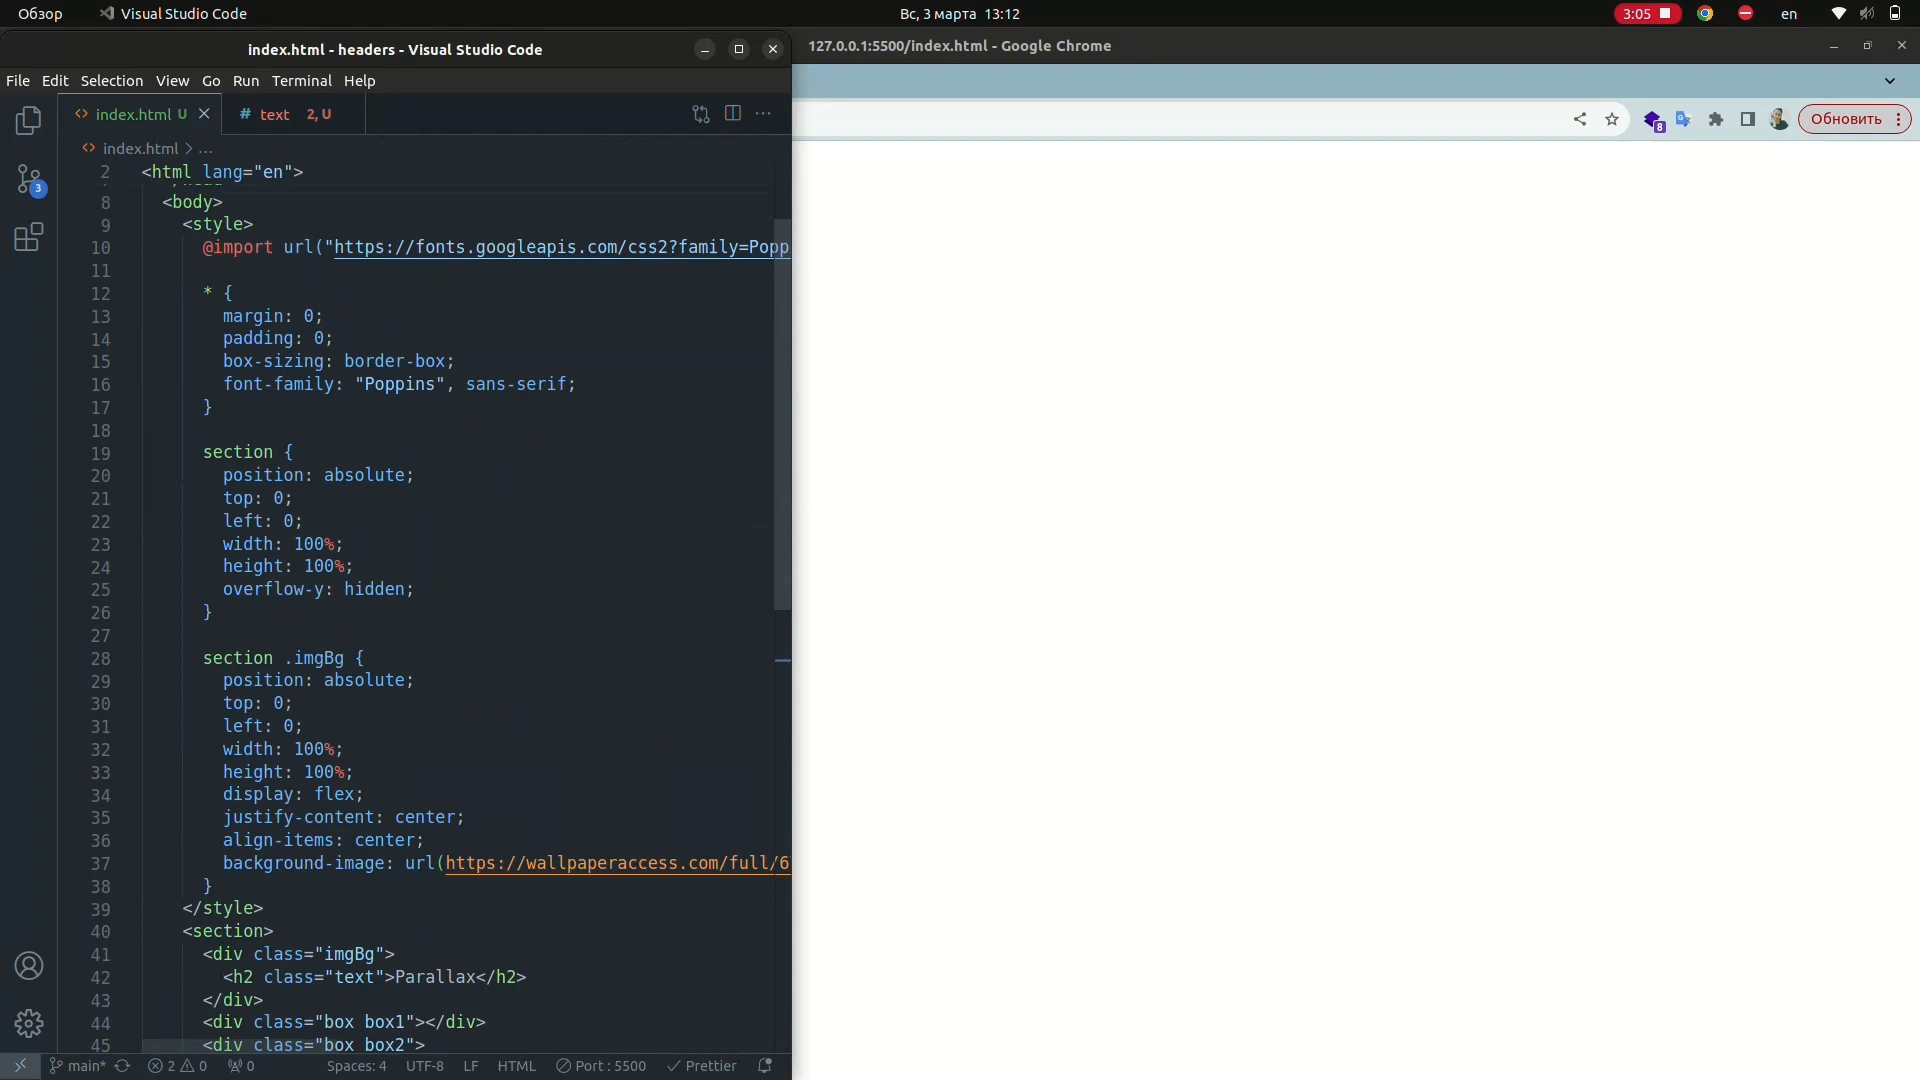 Обзор
Visual Studio Code
Вс, 3 марта 13:12
3:05
en
index.html - headers - Visual Studio Code
127.0.0.1:5500/index.html - Google Chrome
File Edit Selection View Go Run Terminal Help
index.html U
# text 2, U
8
Обновить
index.html > ...
3
2 <html lang="en">
8 <body>
9 <style>
10 @import url("https://fonts.googleapis.com/css2?family=Popp
11
12 * {
13 margin: 0;
14 padding: 0;
15 box-sizing: border-box;
16 font-family: "Poppins", sans-serif;
17 }
18
19 section {
20 position: absolute;
21 top: 0;
22 left: 0;
23 width: 100%;
24 height: 100%;
25 overflow-y: hidden;
26 }
27
28 section .imgBg {
29 position: absolute;
30 top: 0;
31 left: 0;
32 width: 100%;
33 height: 100%;
34 display: flex;
35 justify-content: center;
36 align-items: center;
37 background-image: url(https://wallpaperaccess.com/full/6
38 }
39 </style>
40 <section>
41 <div class="imgBg">
42 <h2 class="text">Parallax</h2>
43 </div>
44 <div class="box box1"></div>
45 <div class="box box2">
main* 2 0 0 Spaces: 4 UTF-8 LF HTML Port : 5500 Prettier